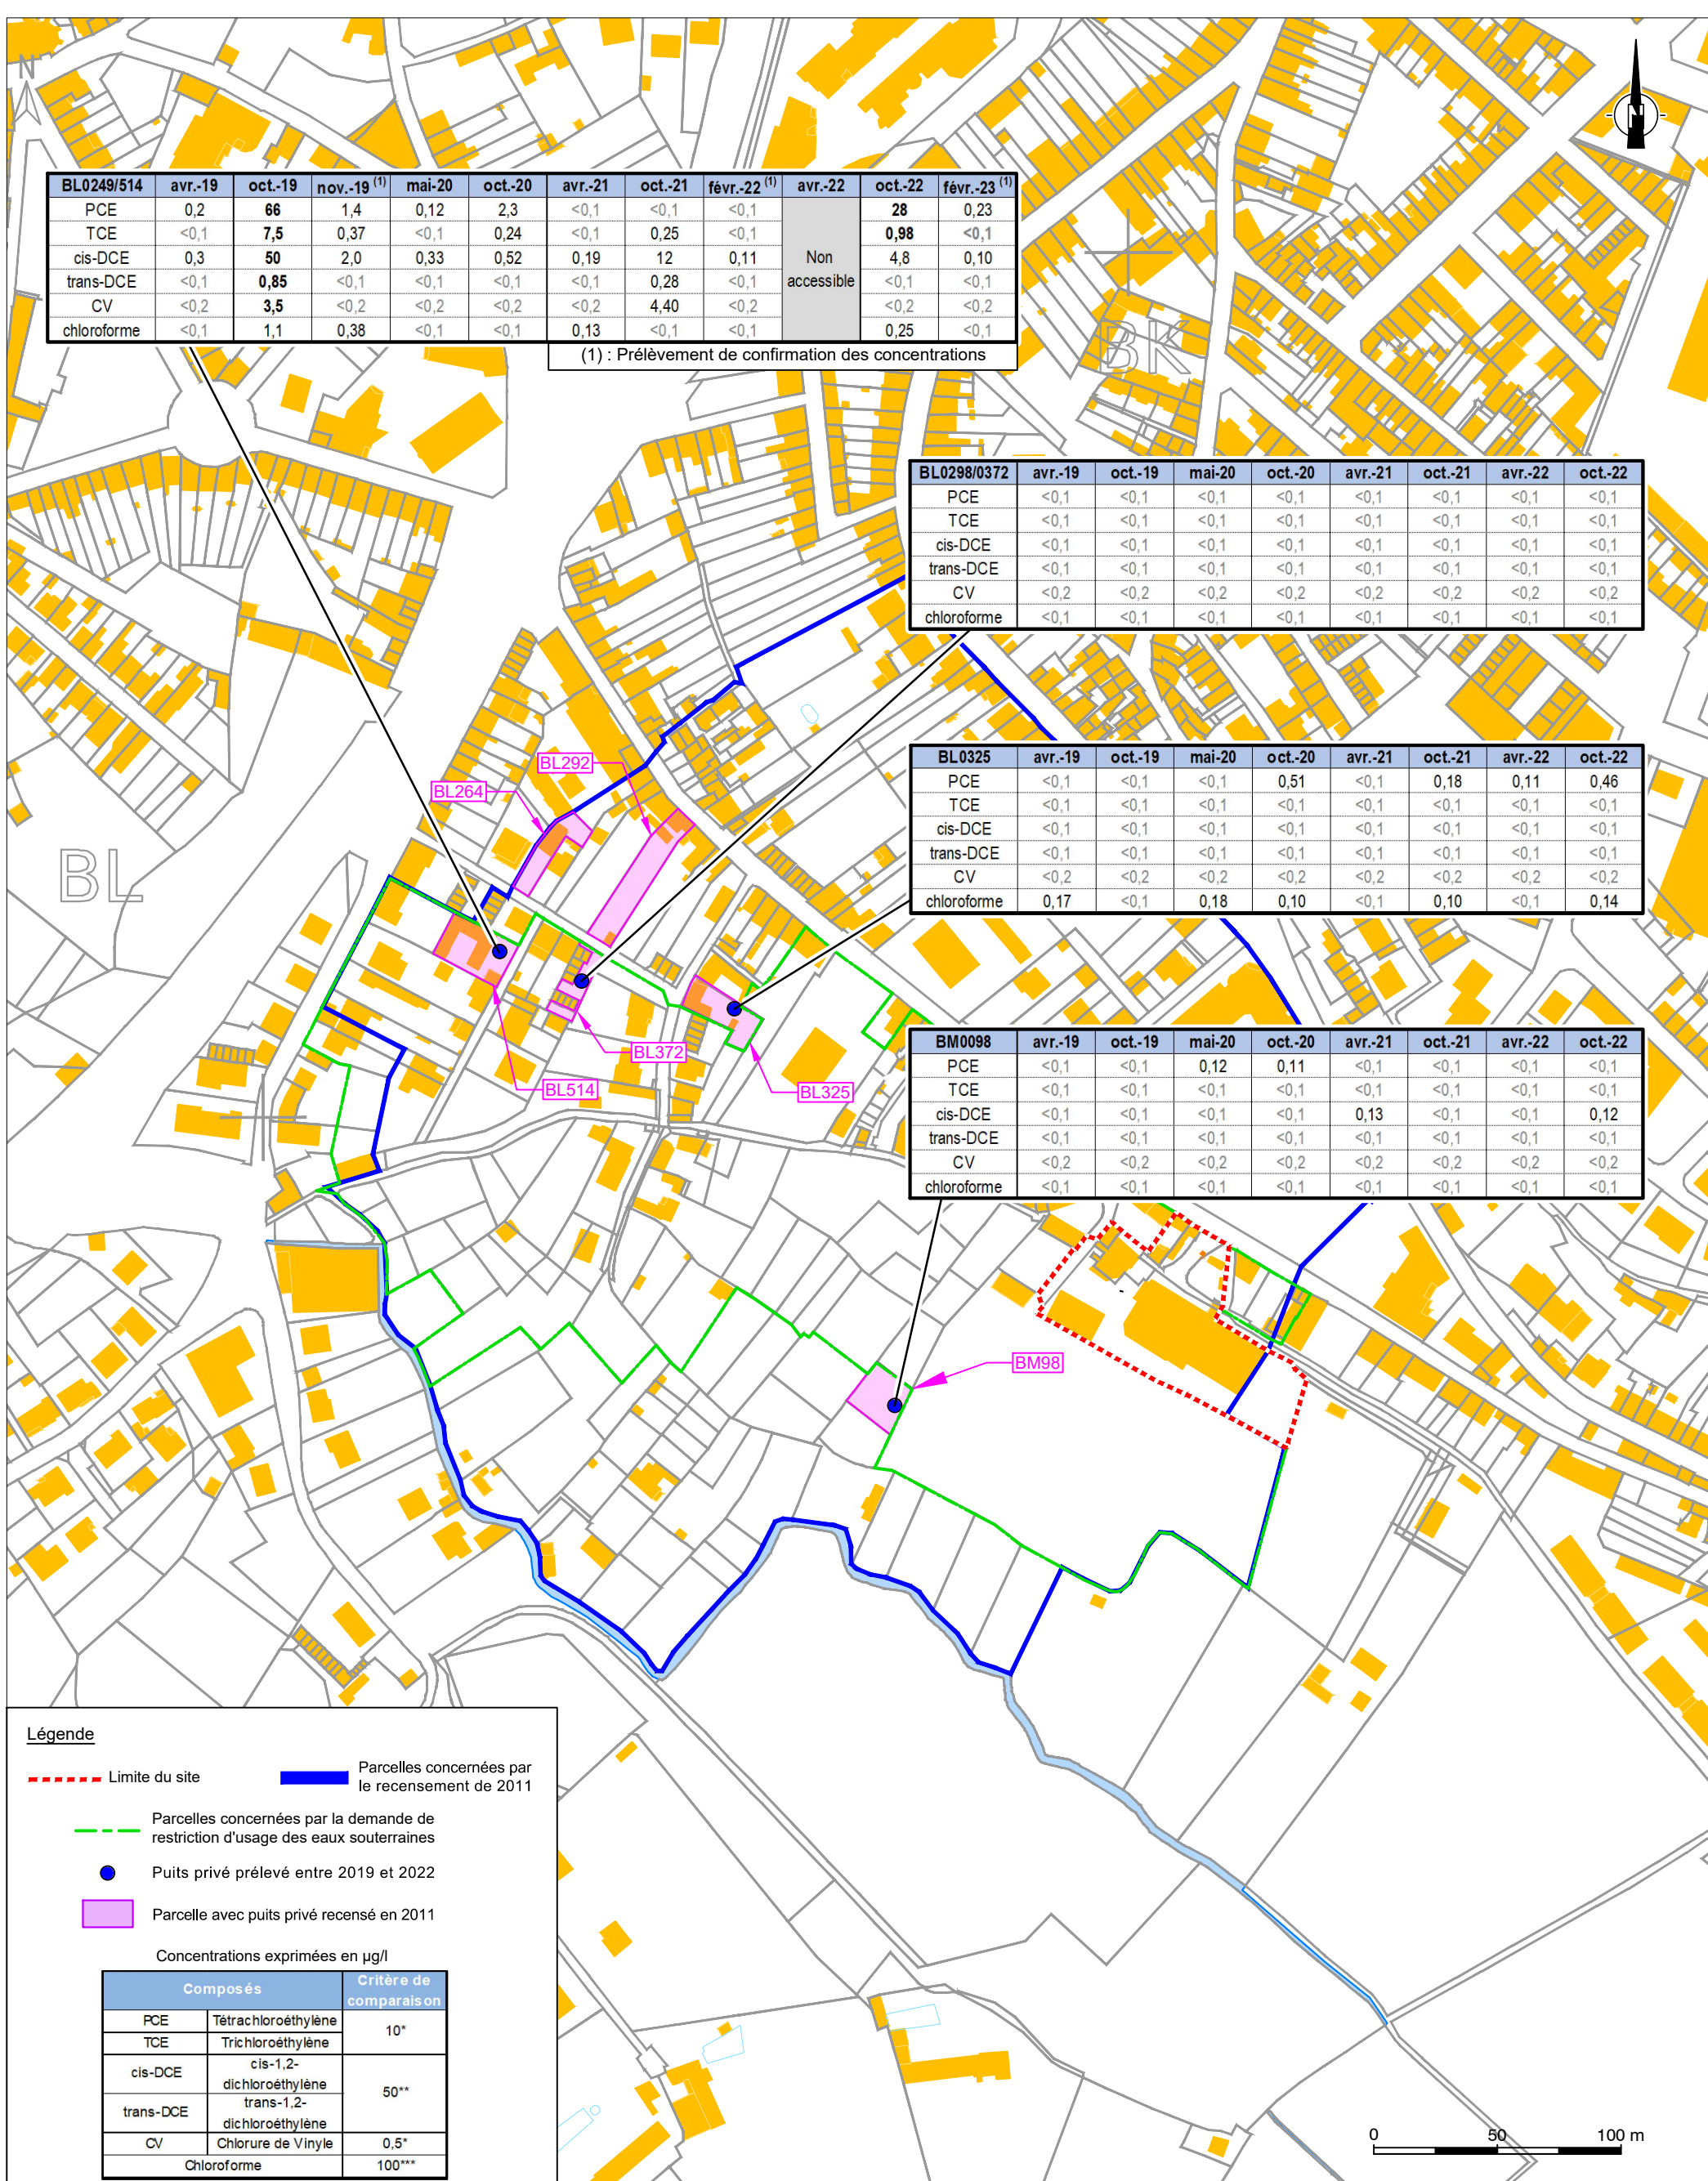 N
N
BL0249/514 avr.-19 oct.-19 nov.-19 (1) mai-20 oct.-20 avr.-21 oct.-21 févr.-22 (1) avr.-22 oct.-22 févr.-23 (1)
PCE 0,2 66 1,4 0,12 2,3 <0,1 <0,1 <0,1 Non accessible 28 0,23
TCE <0,1 7,5 0,37 <0,1 0,24 <0,1 0,25 <0,1 0,98 <0,1
cis-DCE 0,3 50 2,0 0,33 0,52 0,19 12 0,11 4,8 0,10
trans-DCE <0,1 0,85 <0,1 <0,1 <0,1 <0,1 0,28 <0,1 <0,1 <0,1
CV <0,2 3,5 <0,2 <0,2 <0,2 <0,2 4,40 <0,2 <0,2 <0,2
chloroforme <0,1 1,1 0,38 <0,1 <0,1 0,13 <0,1 <0,1 0,25 <0,1
(1) : Prélèvement de confirmation des concentrations
BK
BL0298/0372 avr.-19 oct.-19 mai-20 oct.-20 avr.-21 oct.-21 avr.-22 oct.-22
PCE <0,1 <0,1 <0,1 <0,1 <0,1 <0,1 <0,1 <0,1
TCE <0,1 <0,1 <0,1 <0,1 <0,1 <0,1 <0,1 <0,1
cis-DCE <0,1 <0,1 <0,1 <0,1 <0,1 <0,1 <0,1 <0,1
trans-DCE <0,1 <0,1 <0,1 <0,1 <0,1 <0,1 <0,1 <0,1
CV <0,2 <0,2 <0,2 <0,2 <0,2 <0,2 <0,2 <0,2
chloroforme <0,1 <0,1 <0,1 <0,1 <0,1 <0,1 <0,1 <0,1
BL0325 avr.-19 oct.-19 mai-20 oct.-20 avr.-21 oct.-21 avr.-22 oct.-22
PCE <0,1 <0,1 <0,1 0,51 <0,1 0,18 0,11 0,46
TCE <0,1 <0,1 <0,1 <0,1 <0,1 <0,1 <0,1 <0,1
cis-DCE <0,1 <0,1 <0,1 <0,1 <0,1 <0,1 <0,1 <0,1
trans-DCE <0,1 <0,1 <0,1 <0,1 <0,1 <0,1 <0,1 <0,1
CV <0,2 <0,2 <0,2 <0,2 <0,2 <0,2 <0,2 <0,2
chloroforme 0,17 <0,1 0,18 0,10 <0,1 0,10 <0,1 0,14
BL292
BL264
BL
BL372
BL514
BL325
BM0098 avr.-19 oct.-19 mai-20 oct.-20 avr.-21 oct.-21 avr.-22 oct.-22
PCE <0,1 <0,1 0,12 0,11 <0,1 <0,1 <0,1 <0,1
TCE <0,1 <0,1 <0,1 <0,1 <0,1 <0,1 <0,1 <0,1
cis-DCE <0,1 <0,1 <0,1 <0,1 0,13 <0,1 <0,1 0,12
trans-DCE <0,1 <0,1 <0,1 <0,1 <0,1 <0,1 <0,1 <0,1
CV <0,2 <0,2 <0,2 <0,2 <0,2 <0,2 <0,2 <0,2
chloroforme <0,1 <0,1 <0,1 <0,1 <0,1 <0,1 <0,1 <0,1
BM98
Légende
Limite du site
Parcelles concernées par
le recensement de 2011
Parcelles concernées par la demande de
restriction d'usage des eaux souterraines
Puits privé prélevé entre 2019 et 2022
Parcelle avec puits privé recensé en 2011
Concentrations exprimées en µg/l
Composés Critère de comparaison
PCE Tétrachloroéthylène 10*
TCE Trichloroéthylène
cis-DCE cis-1,2-dichloroéthylène 50**
trans-DCE trans-1,2-dichloroéthylène
CV Chlorure de Vinyle 0,5*
Chloroforme 100***
0 50 100 m